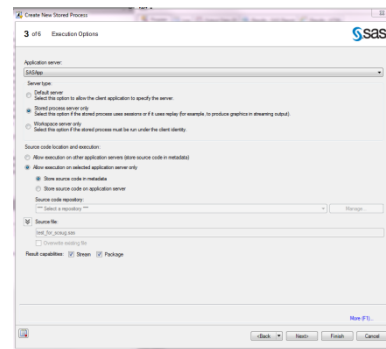 Create New Stored Process
3 of 6 Execution Options
sas
Application server:
SASApp
Server type:
Default server
Select this option to allow the client application to specify the server.
Stored process server only
Select this option if the stored process uses sessions or if it uses replay (for example, to produce graphics in streaming output).
Workspace server only
Select this option if the stored process must be run under the client identity.
Source code location and execution:
Allow execution on other application servers (store source code in metadata)
Allow execution on selected application server only
Store source code in metadata
Store source code on application server
Source code repository:
*** Select a repository ***
Manage...
Source file:
Overwrite existing file
Result capabilities: Stream Package
More (F1)...
<Back Next> Finish Cancel